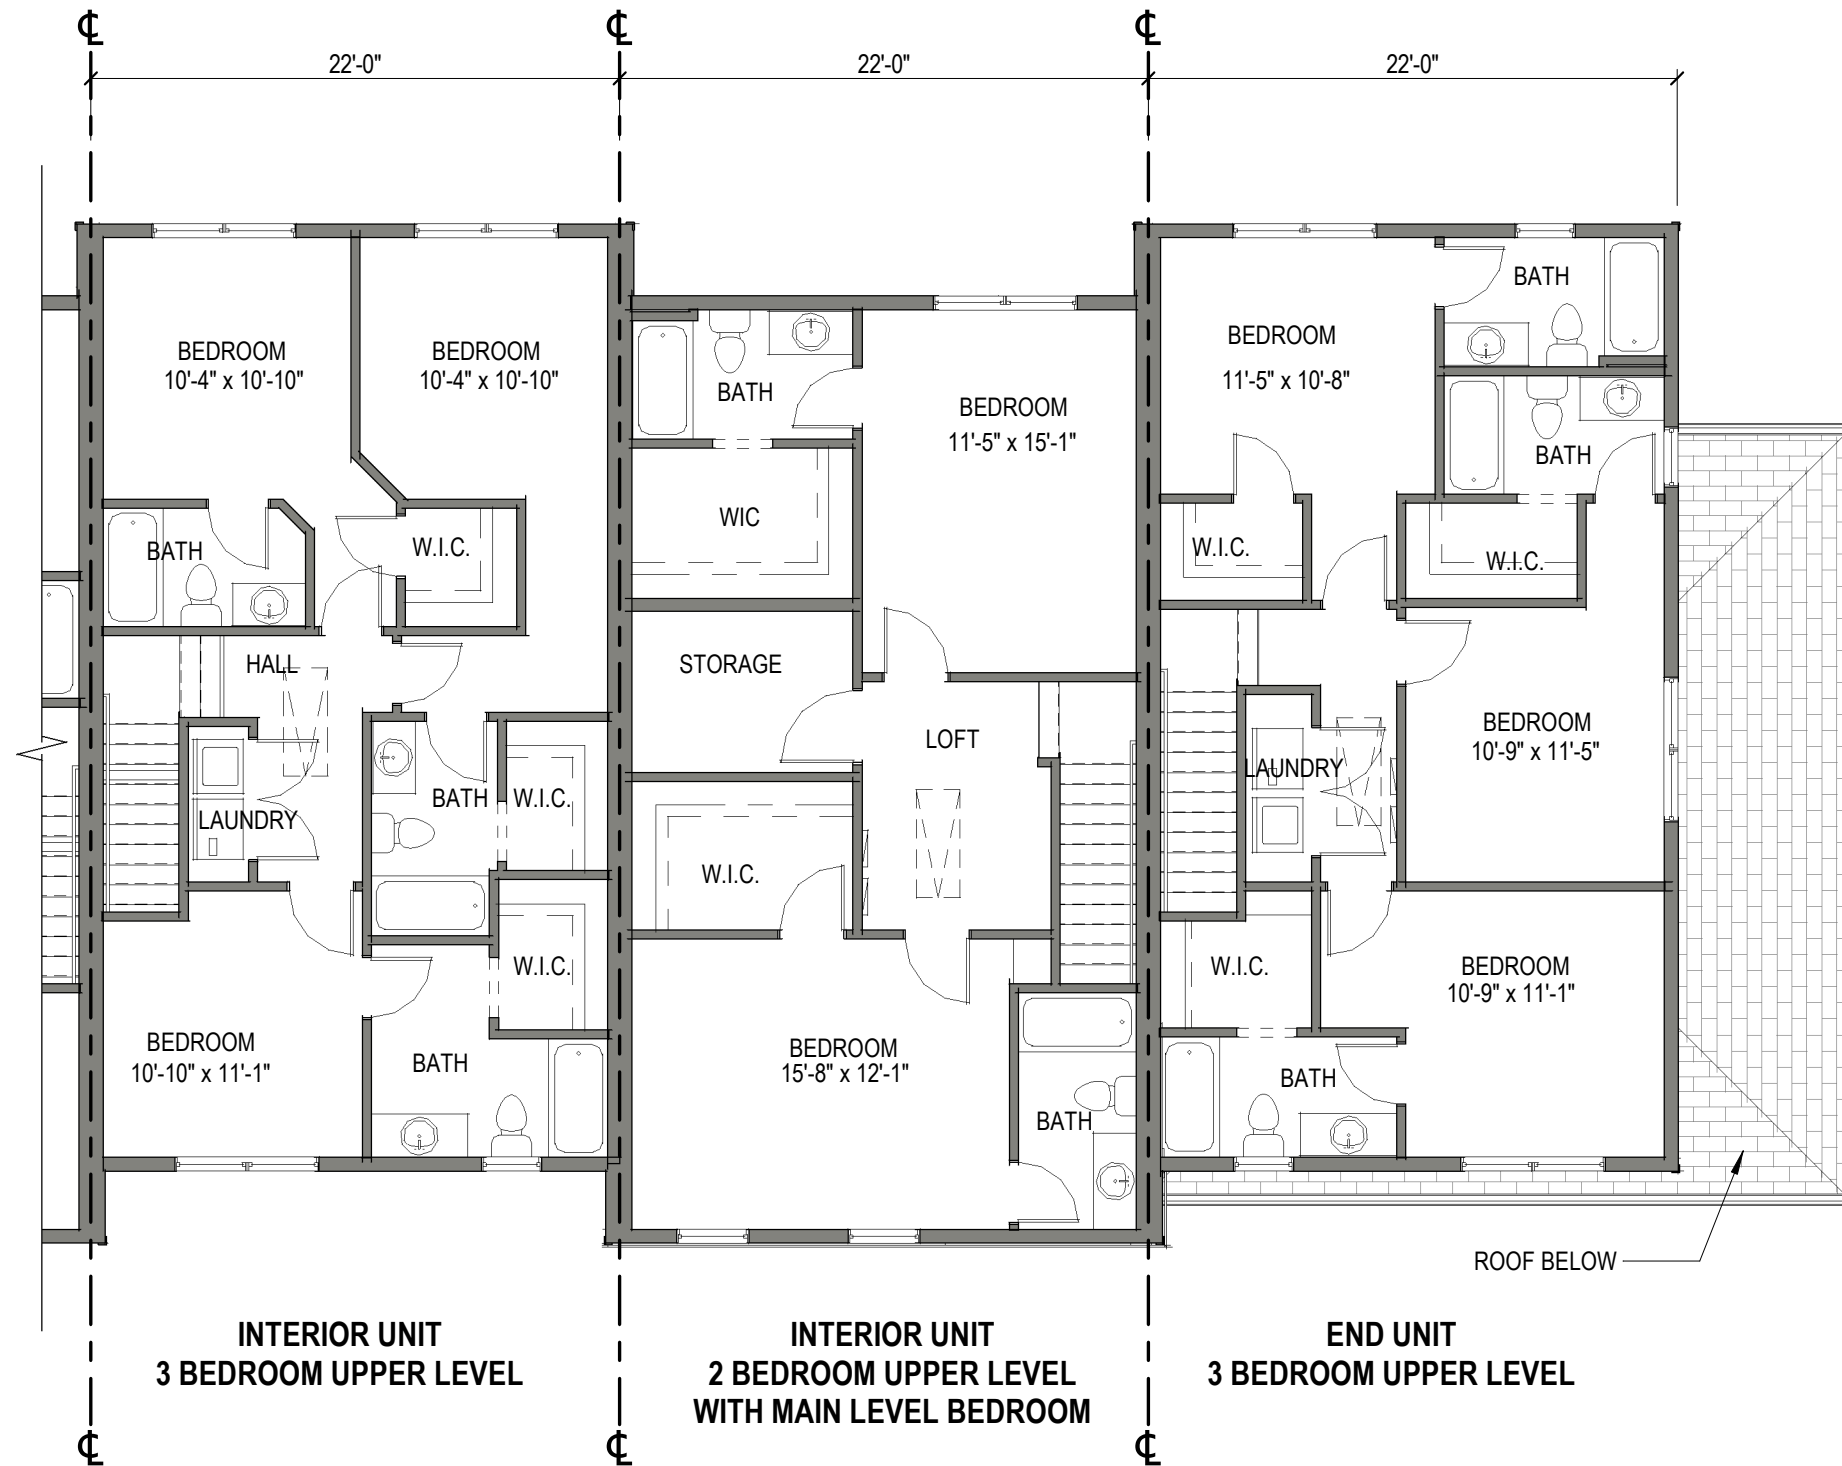 ℄ ℄ ℄
22'-0" 22'-0" 22'-0"
BEDROOM
10'-4" x 10'-10"
BEDROOM
10'-4" x 10'-10"
BATH
W.I.C.
HALL
LAUNDRY
BATH
W.I.C.
W.I.C.
BEDROOM
10'-10" x 11'-1"
BATH
BATH
BEDROOM
11'-5" x 15'-1"
WIC
STORAGE
LOFT
W.I.C.
BEDROOM
15'-8" x 12'-1"
BATH
BATH
BEDROOM
11'-5" x 10'-8"
BATH
W.I.C.
W.I.C.
BEDROOM
10'-9" x 11'-5"
LAUNDRY
W.I.C.
BEDROOM
10'-9" x 11'-1"
BATH
ROOF BELOW
INTERIOR UNIT
3 BEDROOM UPPER LEVEL
INTERIOR UNIT
2 BEDROOM UPPER LEVEL
WITH MAIN LEVEL BEDROOM
END UNIT
3 BEDROOM UPPER LEVEL
℄ ℄ ℄